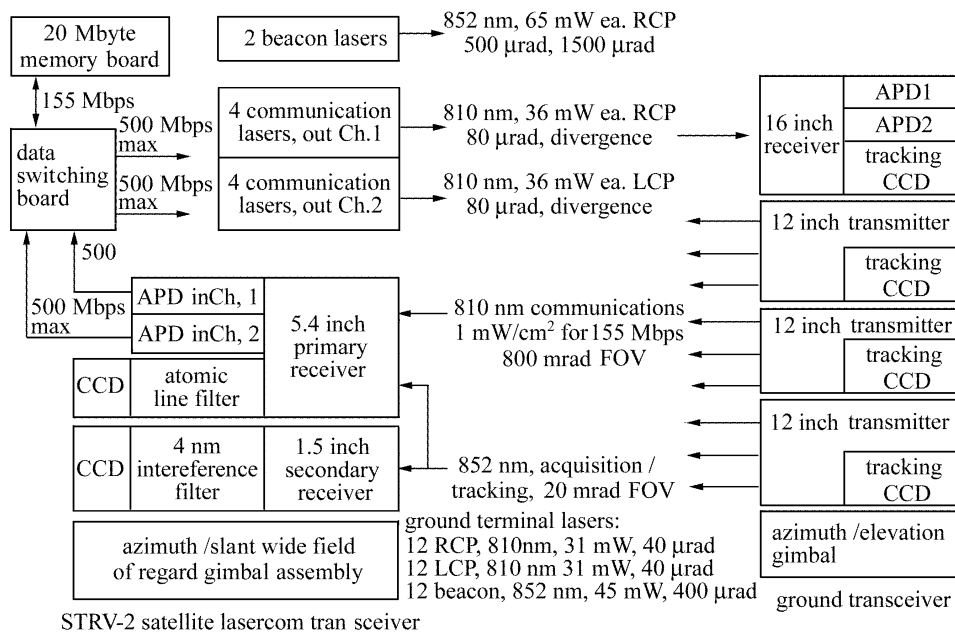 20 Mbyte
memory board
155 Mbps
data
switching
board
500 Mbps
max
500 Mbps
max
500
500 Mbps
max
2 beacon lasers
852 nm, 65 mW ea. RCP
500 μrad, 1500 μrad
4 communication
lasers, out Ch.1
810 nm, 36 mW ea. RCP
80 μrad, divergence
4 communication
lasers, out Ch.2
810 nm, 36 mW ea. LCP
80 μrad, divergence
APD inCh, 1
APD inCh, 2
5.4 inch
primary
receiver
CCD
atomic
line filter
CCD
4 nm
intereference
filter
1.5 inch
secondary
receiver
810 nm communications
1 mW/cm² for 155 Mbps
800 mrad FOV
852 nm, acquisition /
tracking, 20 mrad FOV
azimuth /slant wide field
of regard gimbal assembly
ground terminal lasers:
12 RCP, 810nm, 31 mW, 40 μrad
12 LCP, 810 nm 31 mW, 40 μrad
12 beacon, 852 nm, 45 mW, 400 μrad
STRV-2 satellite lasercom tran sceiver
16 inch
receiver
APD1
APD2
tracking
CCD
12 inch transmitter
tracking
CCD
12 inch transmitter
tracking
CCD
12 inch transmitter
tracking
CCD
azimuth /elevation
gimbal
ground transceiver